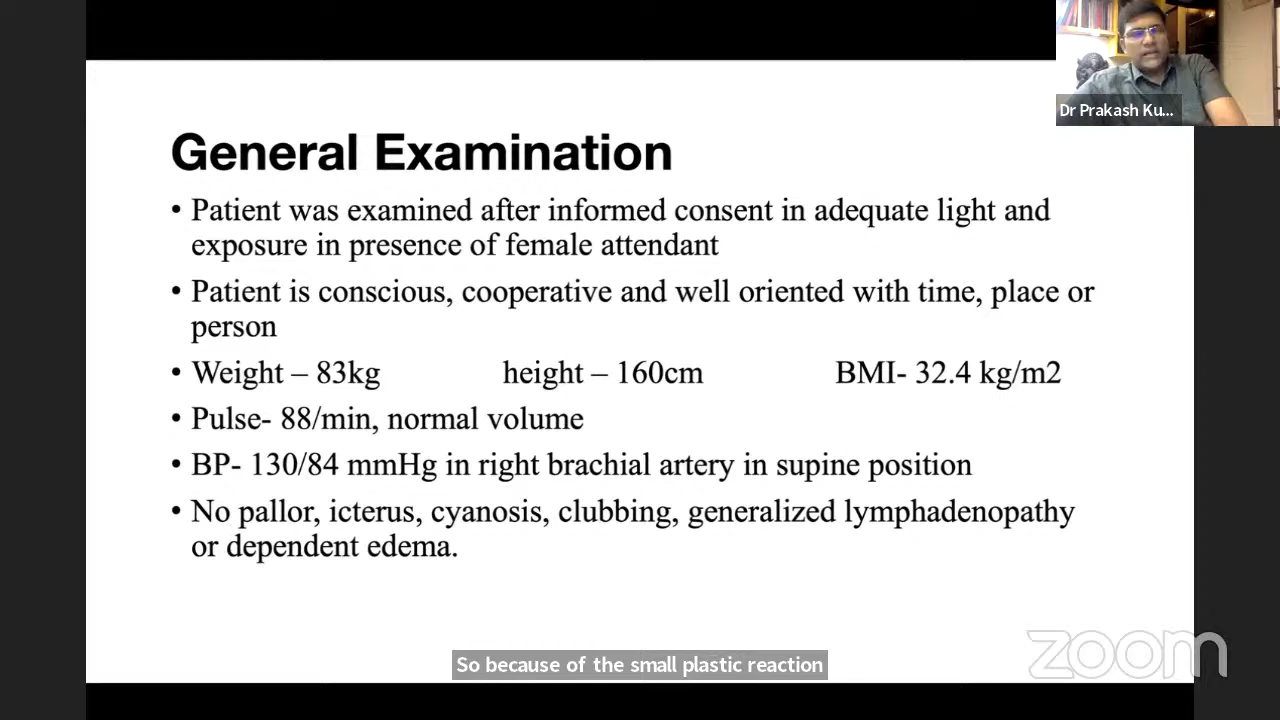 Dr Prakash Ku...
General Examination
• Patient was examined after informed consent in adequate light and
exposure in presence of female attendant
• Patient is conscious, cooperative and well oriented with time, place or
person
• Weight – 83kg height – 160cm BMI- 32.4 kg/m2
• Pulse- 88/min, normal volume
• BP- 130/84 mmHg in right brachial artery in supine position
• No pallor, icterus, cyanosis, clubbing, generalized lymphadenopathy
or dependent edema.
So because of the small plastic reaction
zoom